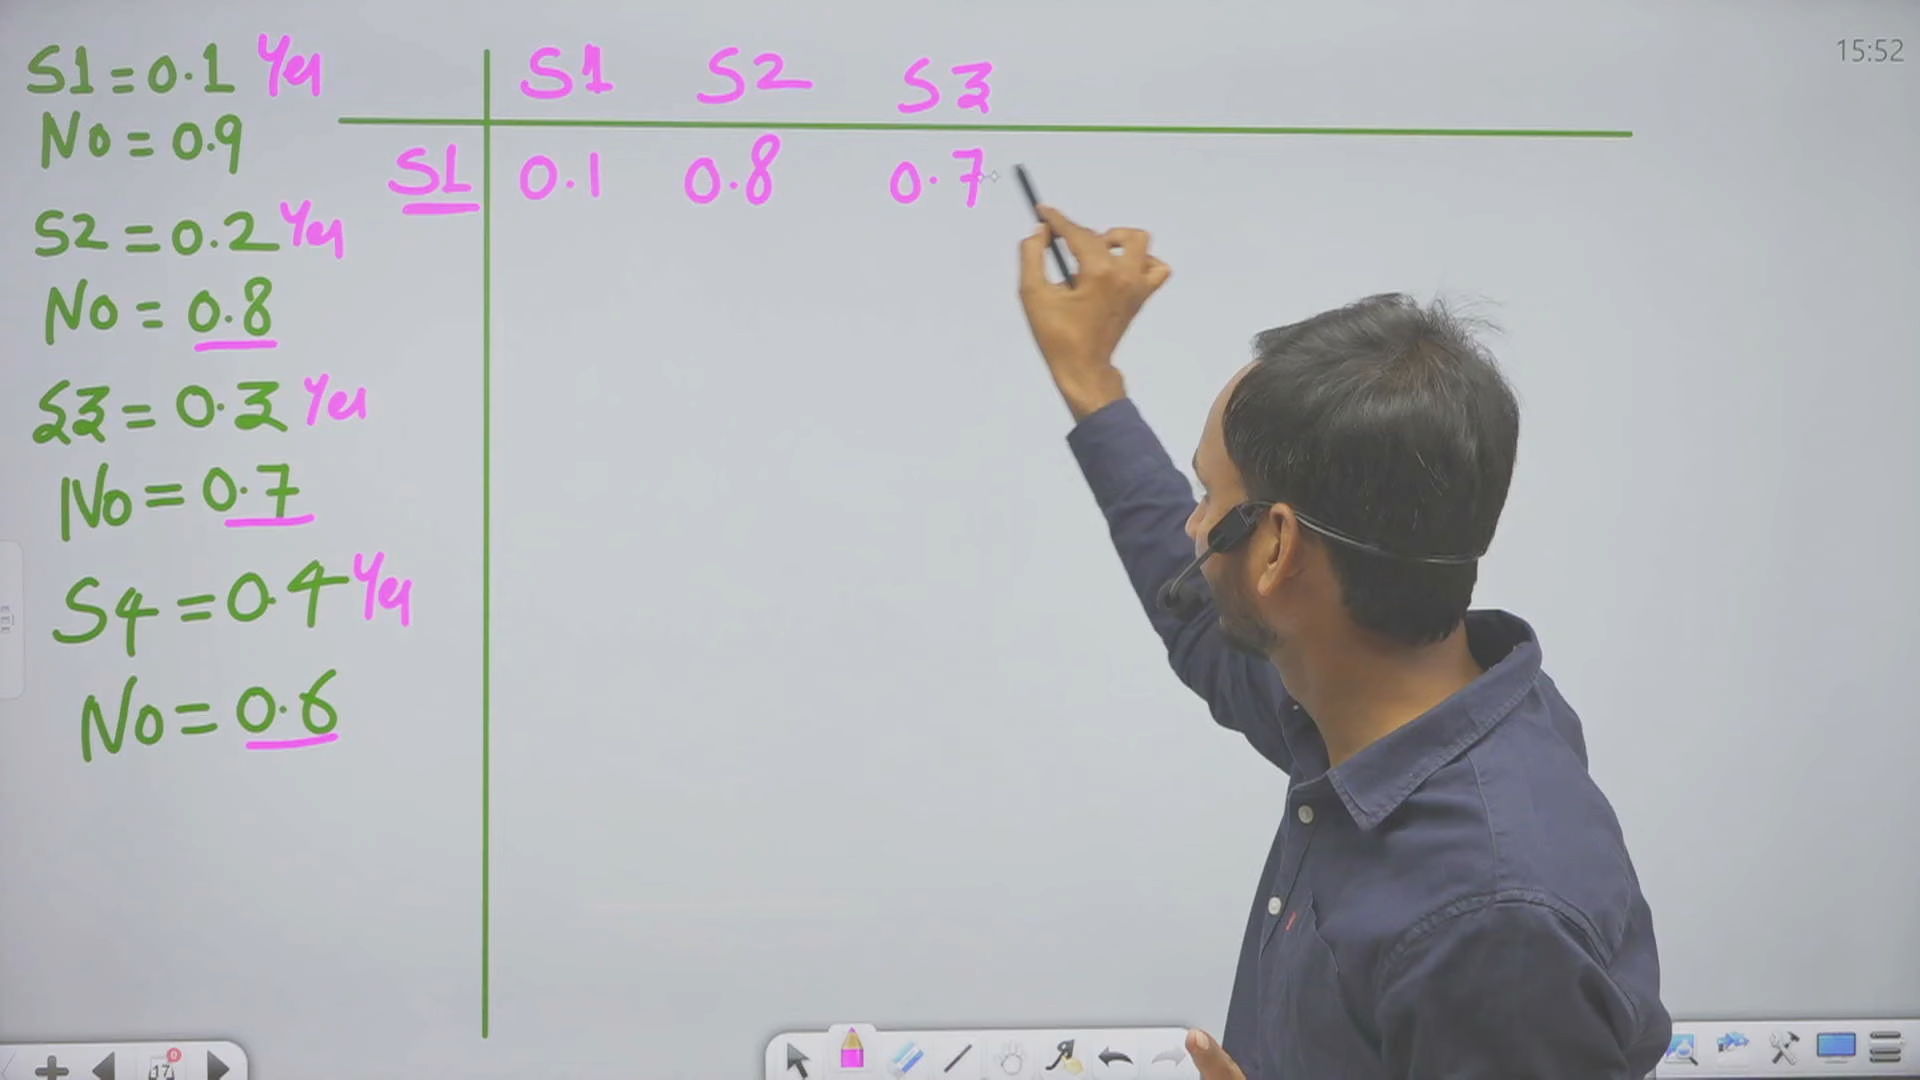 S1 = 0.1 Yes
No = 0.9
S2 = 0.2 Yes
No = 0.8
S3 = 0.3 Yes
No = 0.7
S4 = 0.4 Yes
No = 0.6
S1 S2 S3
S1 0.1 0.8 0.7
15:52
17